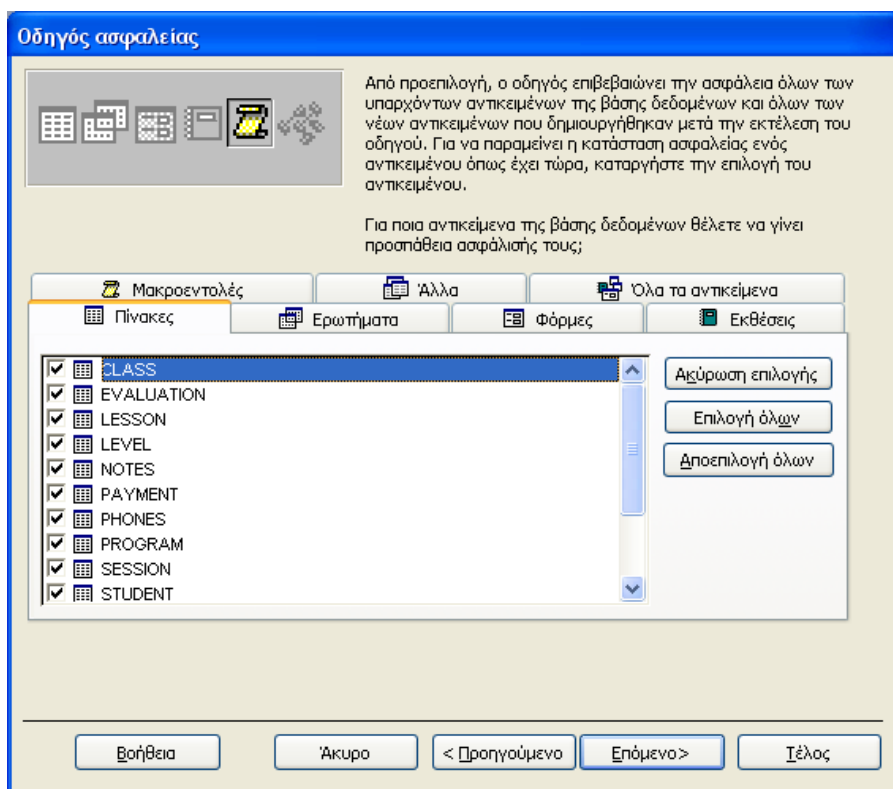 Οδηγός ασφαλείας
Από προεπιλογή, ο οδηγός επιβεβαιώνει την ασφάλεια όλων των
υπαρχόντων αντικειμένων της βάσης δεδομένων και όλων των
νέων αντικειμένων που δημιουργήθηκαν μετά την εκτέλεση του
οδηγού. Για να παραμείνει η κατάσταση ασφαλείας ενός
αντικειμένου όπως έχει τώρα, καταργήστε την επιλογή του
αντικειμένου.
Για ποια αντικείμενα της βάσης δεδομένων θέλετε να γίνει
προσπάθεια ασφάλισής τους;
Μακροεντολές Άλλα Όλα τα αντικείμενα
Πίνακες Ερωτήματα Φόρμες Εκθέσεις
CLASS
EVALUATION
LESSON
LEVEL
NOTES
PAYMENT
PHONES
PROGRAM
SESSION
STUDENT
Ακύρωση επιλογής
Επιλογή όλων
Αποεπιλογή όλων
Βοήθεια Άκυρο < Προηγούμενο Επόμενο > Τέλος